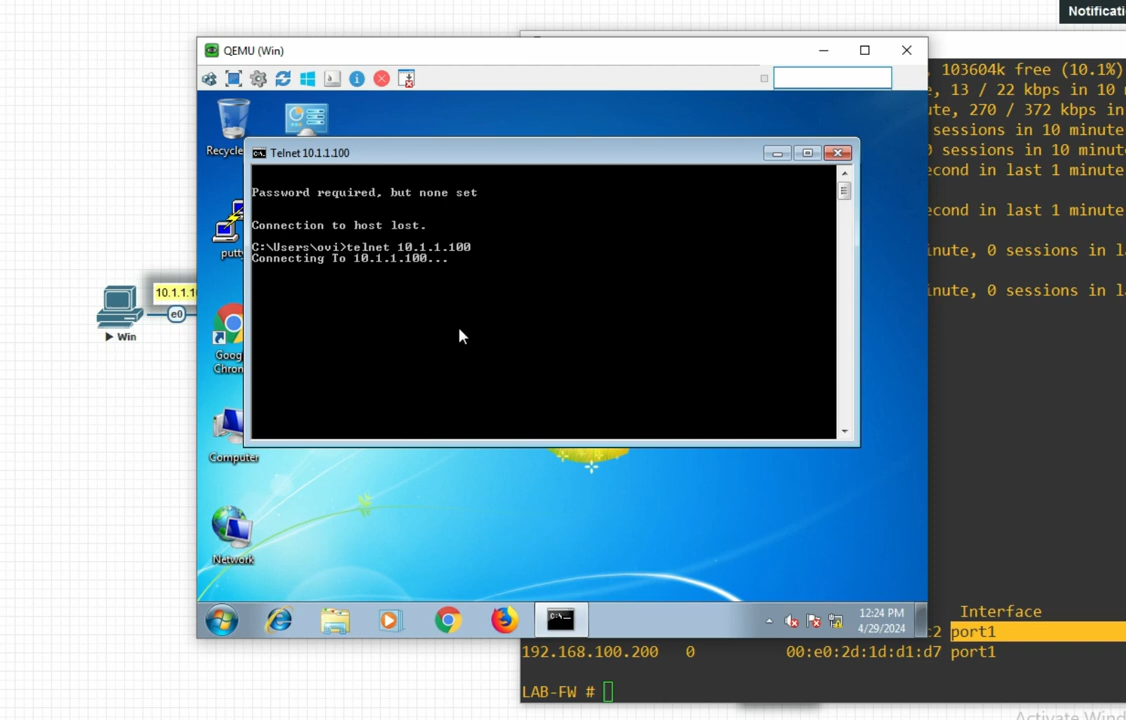 Notificati
QEMU (Win)
, 103604k free (10.1%)
, 13 / 22 kbps in 10
ute, 270 / 372 kbps in
sessions in 10 minute
sessions in 10 minut
econd in last 1 minute
econd in last 1 minute
inute, 0 sessions in l
inute, 0 sessions in l
Recycle
Telnet 10.1.1.100
Password required, but none set
Connection to host lost.
C:\Users\ovi>telnet 10.1.1.100
Connecting To 10.1.1.100...
putt
10.1.1.1
e0
Win
Goog
Chron
Computer
Network
12:24 PM
4/29/2024
Interface
c2 port1
192.168.100.200 0 00:e0:2d:1d:d1:d7 port1
LAB-FW #
Activate Wind